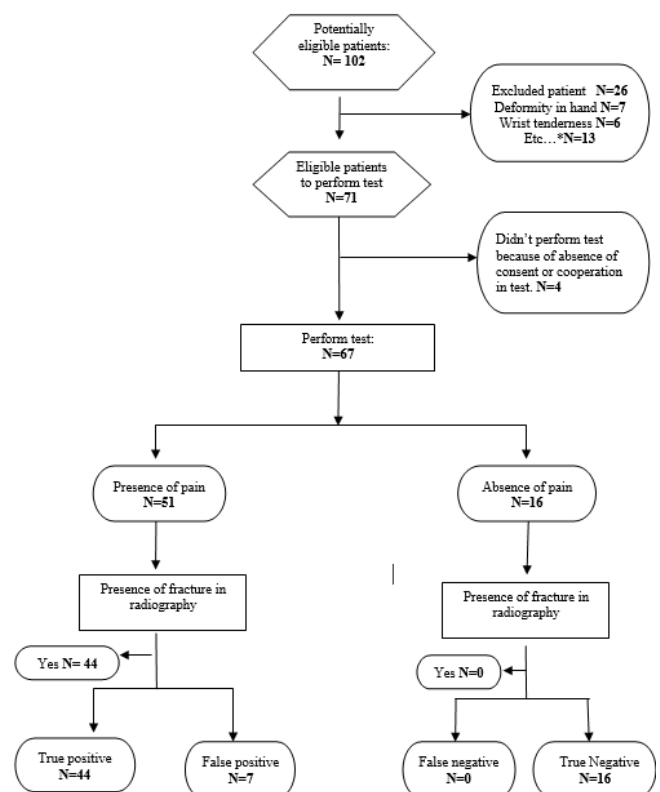 Potentially
eligible patients:
N= 102
Excluded patient N=26
Deformity in hand N=7
Wrist tenderness N=6
Etc…*N=13
Eligible patients
to perform test
N=71
Didn’t perform test
because of absence of
consent or cooperation
in test. N=4
Perform test:
N=67
Presence of pain
N=51
Absence of pain
N=16
Presence of fracture in
radiography
Presence of fracture in
radiography
Yes N= 44
Yes N=0
True positive
N=44
False positive
N=7
False negative
N=0
True Negative
N=16